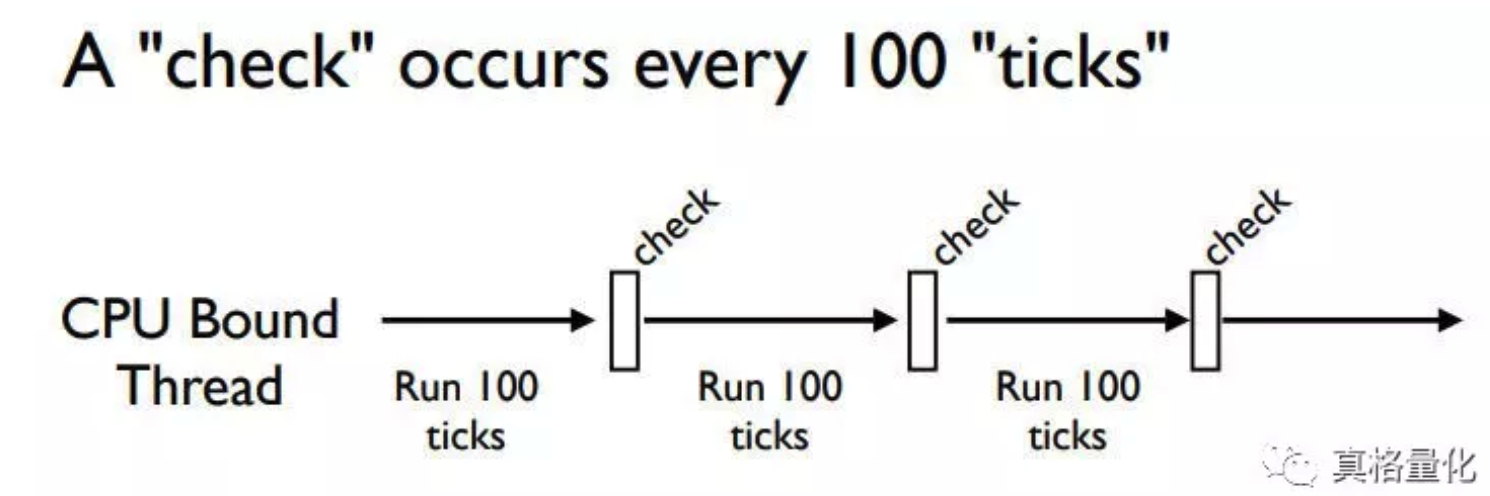 A "check" occurs every 100 "ticks"
check
check
check
CPU Bound
Thread
Run 100
ticks
Run 100
ticks
Run 100
ticks
真格量化